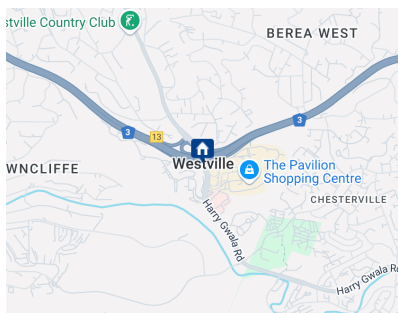 stville Country Club
BEREA WEST
3
3
13
Westville
WNCLIFFE
The Pavilion
Shopping Centre
CHESTERVILLE
Harry Gwala Rd
Harry Gwala Rd